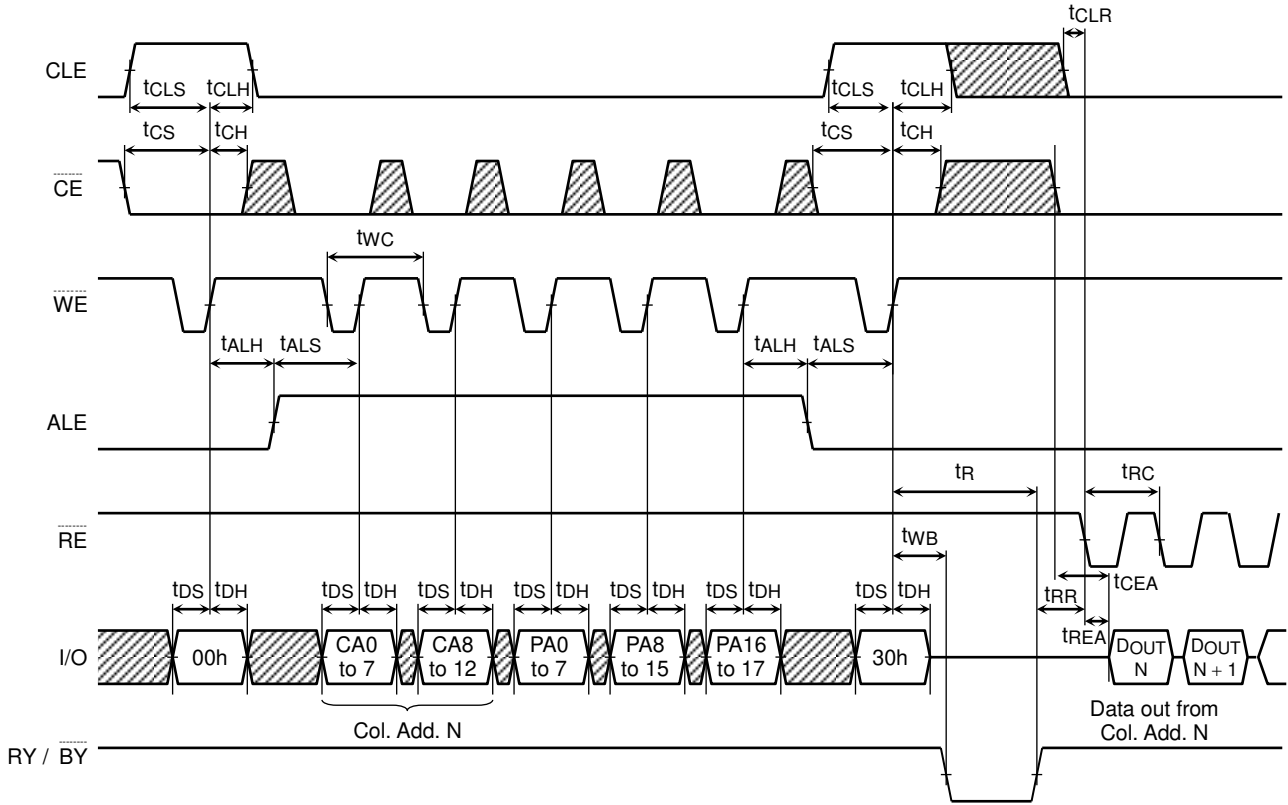 tCLR
CLE
tCLS tCLH tCLS tCLH
tCS tCH tCS tCH
CE
tWC
WE
tALH tALS tALH tALS
ALE
tR tRC
RE
tWB
tDS tDH tDS tDH tDS tDH tDS tDH tDS tDH tDS tDH tDS tDH tCEA
tRR
tREA
I/O 00h CA0 to 7 CA8 to 12 PA0 to 7 PA8 to 15 PA16 to 17 30h DOUT N DOUT N + 1
Col. Add. N
Data out from
Col. Add. N
RY / BY